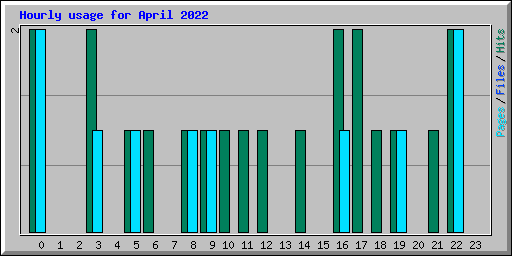 Hourly usage for April 2022
2
Pages/Files/Hits
0 1 2 3 4 5 6 7 8 9 10 11 12 13 14 15 16 17 18 19 20 21 22 23